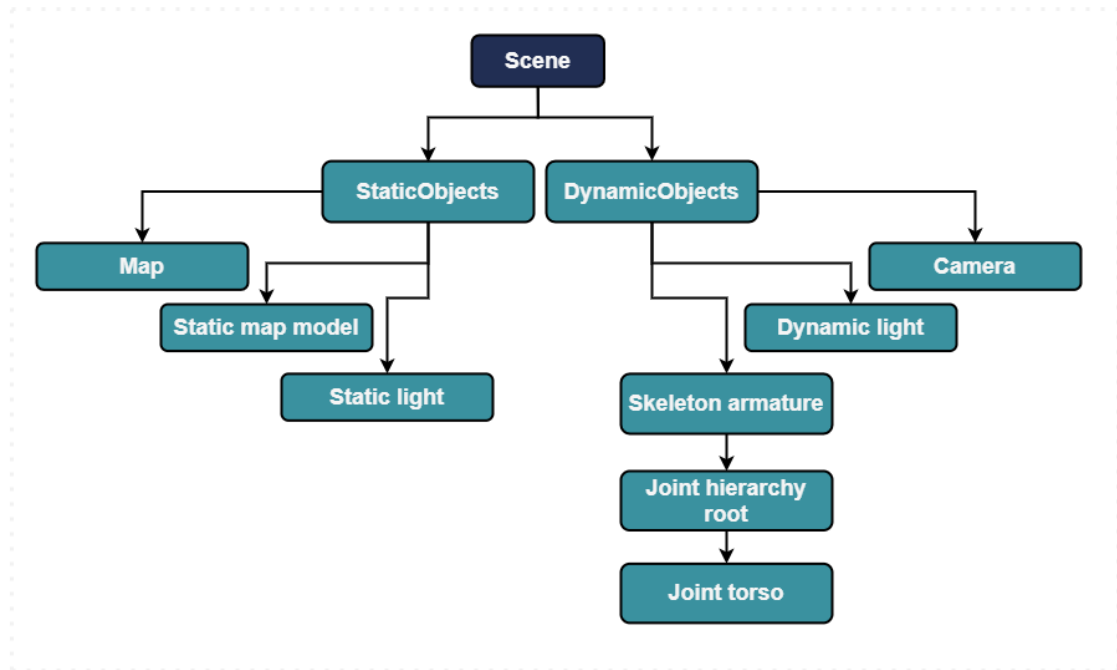 Scene
StaticObjects
DynamicObjects
Map
Camera
Static map model
Dynamic light
Static light
Skeleton armature
Joint hierarchy
root
Joint torso